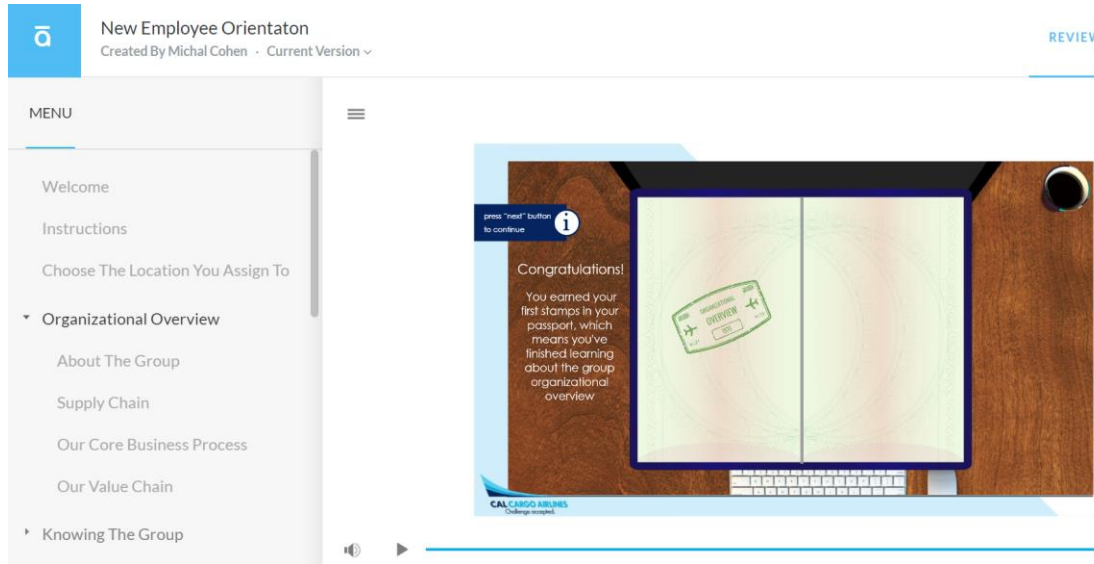 ā
New Employee Orientaton
Created By Michal Cohen · Current Version
REVIEW
MENU
Welcome
Instructions
Choose The Location You Assign To
Organizational Overview
About The Group
Supply Chain
Our Core Business Process
Our Value Chain
Knowing The Group
press "next" button
to continue
i
Congratulations!
You earned your
first stamps in your
passport, which
means you've
finished learning
about the group
organizational
overview
ORGANIZATIONAL
OVERVIEW
CAL CARGO AIRLINES
Challenge accepted.